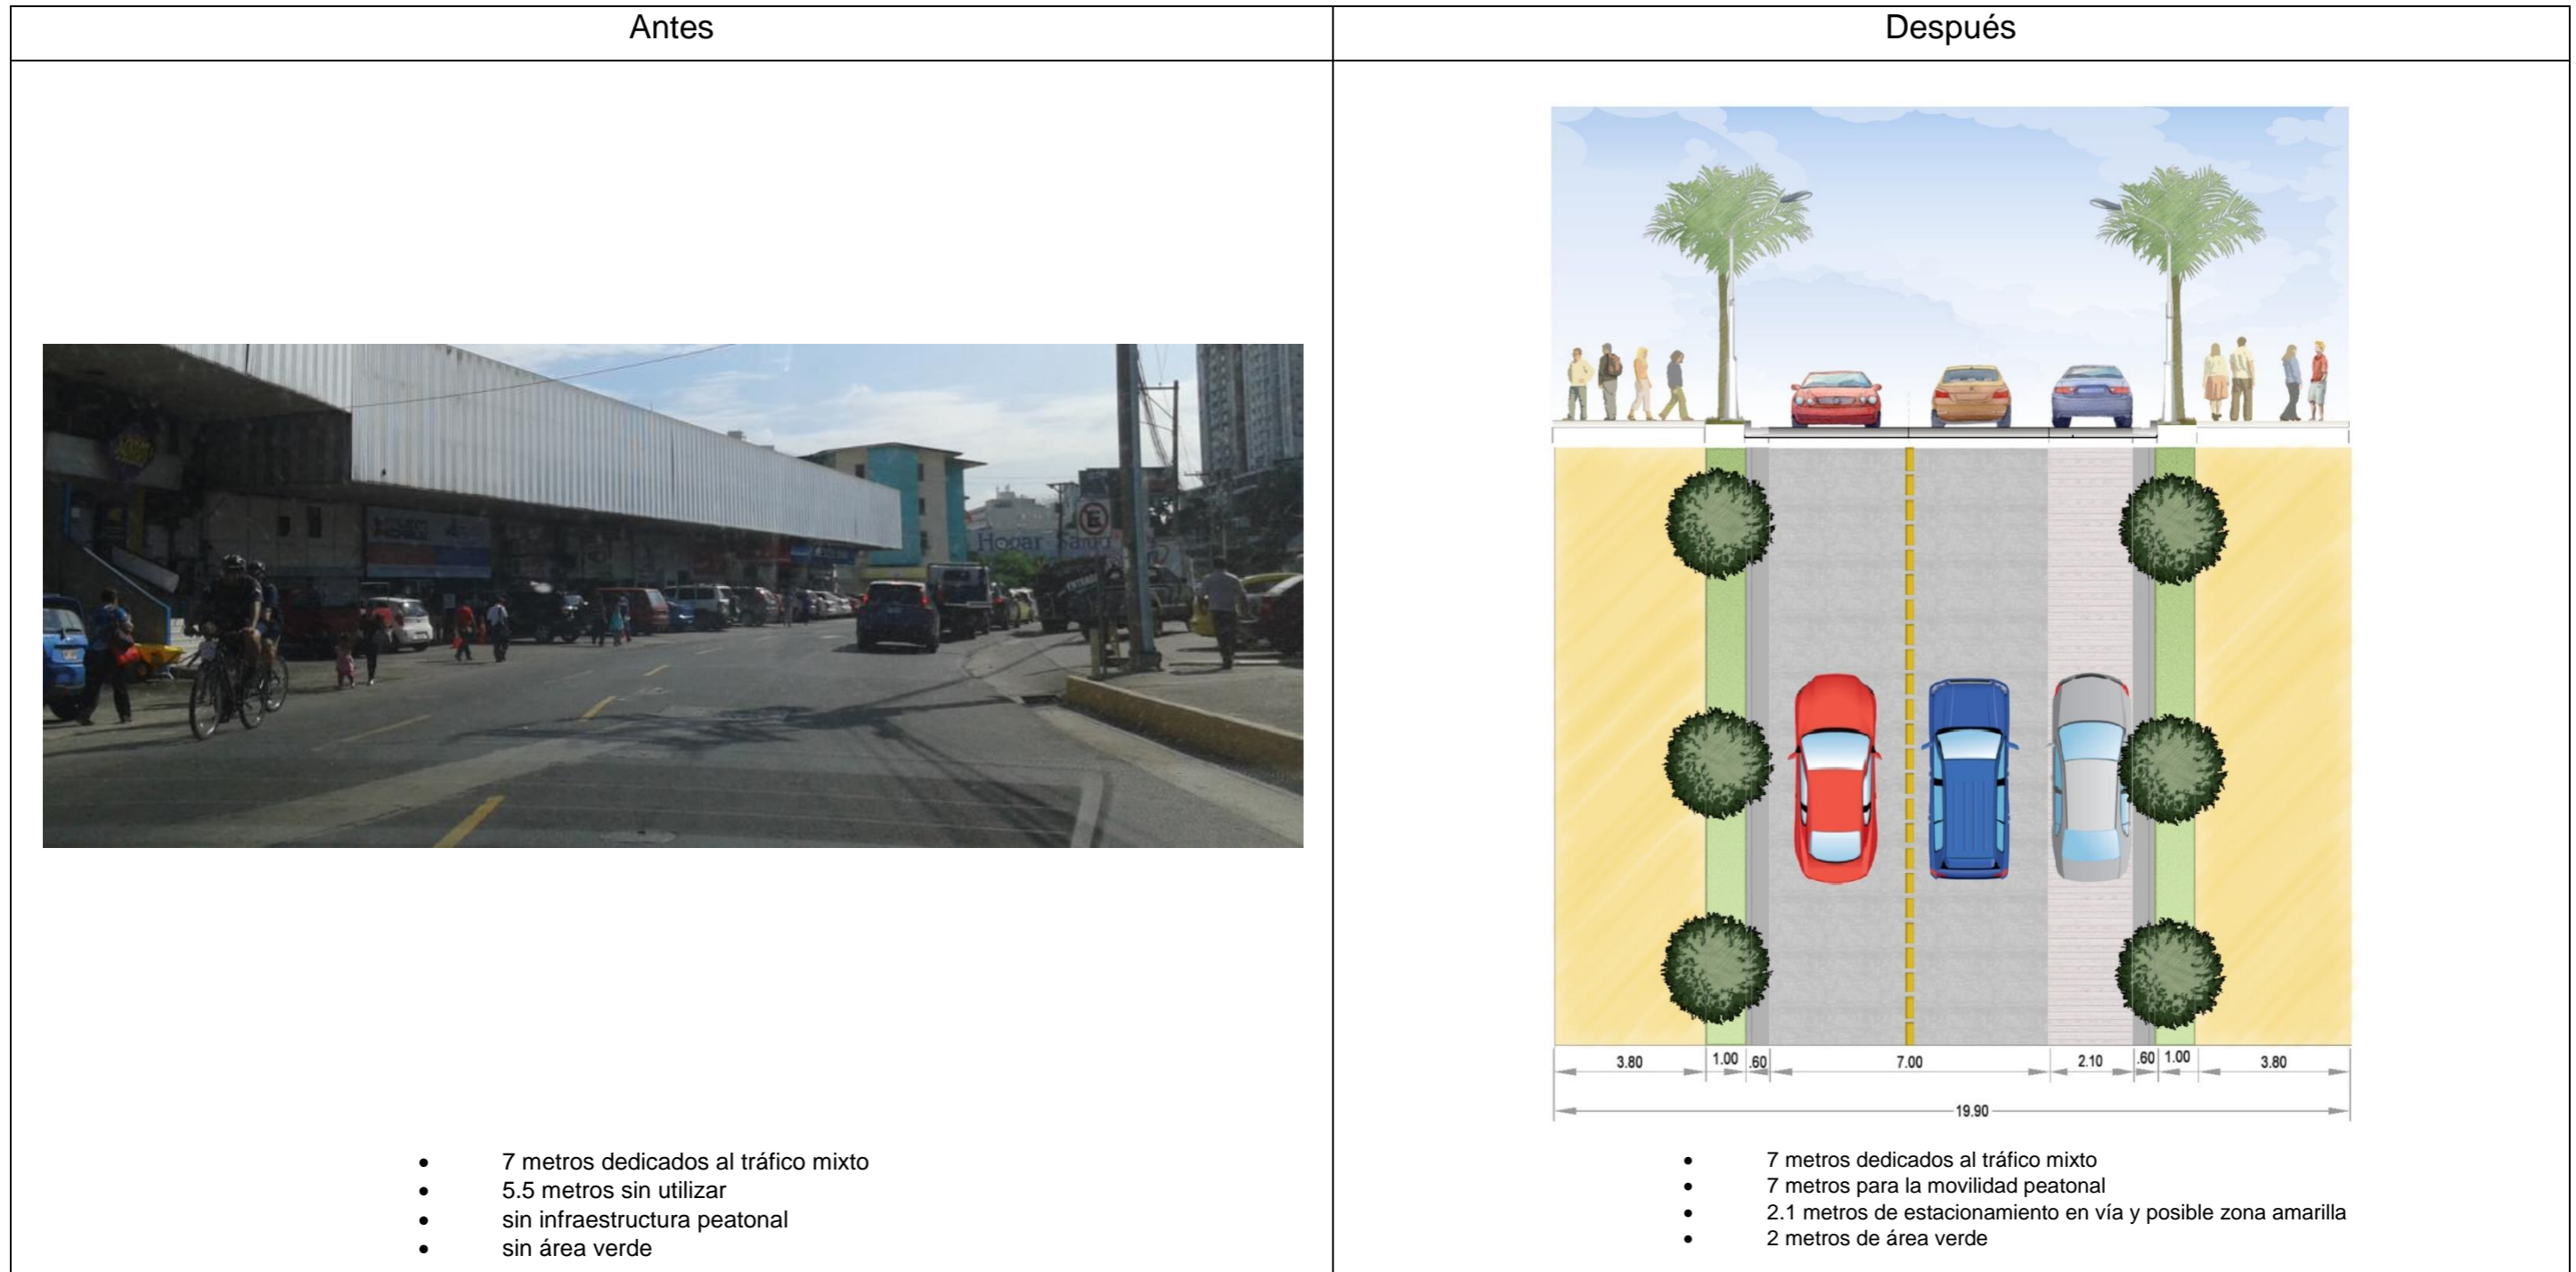 Antes
Después
Hogar
E
ENTRADA
3.80 1.00 .60 7.00 2.10 .60 1.00 3.80
19.90
• 7 metros dedicados al tráfico mixto
• 5.5 metros sin utilizar
• sin infraestructura peatonal
• sin área verde
• 7 metros dedicados al tráfico mixto
• 7 metros para la movilidad peatonal
• 2.1 metros de estacionamiento en vía y posible zona amarilla
• 2 metros de área verde